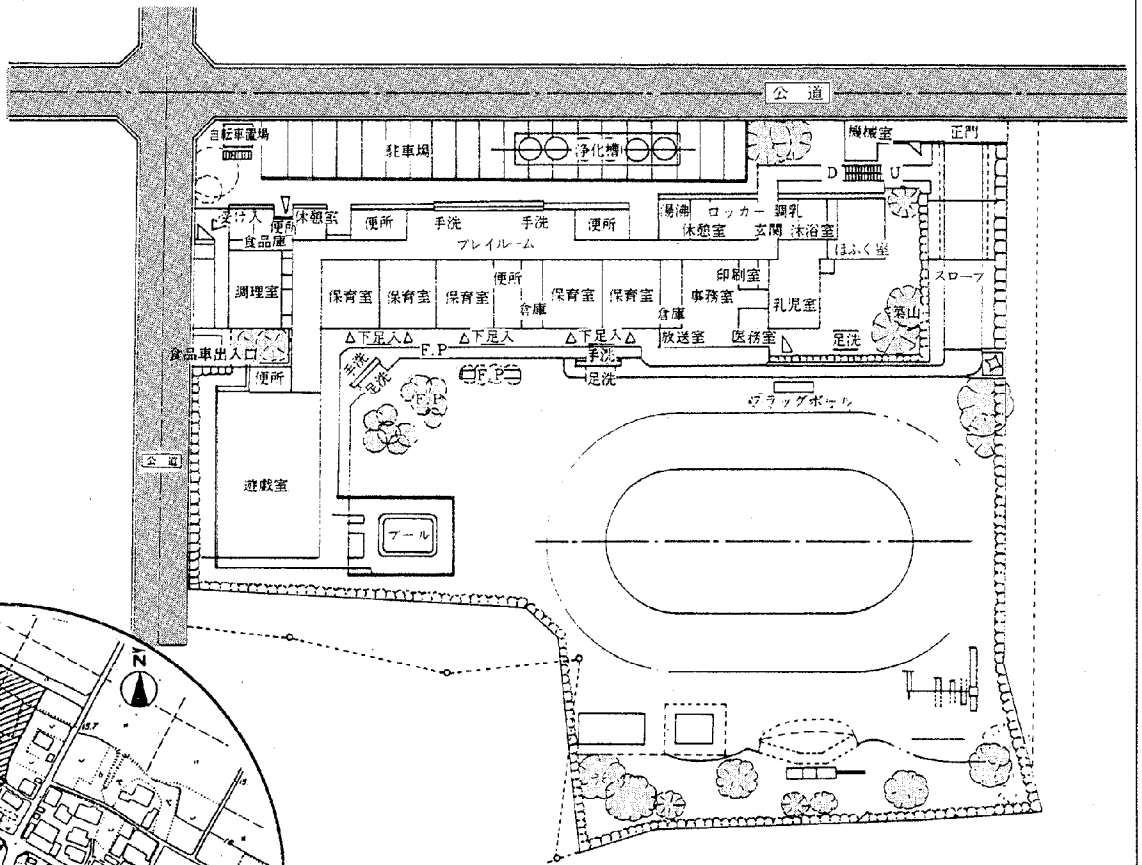 公道
自転車置場
駐車場
浄化槽
機械室
正門
D
U
受け入
便所
休憩室
食品庫
便所
手洗
手洗
便所
プレイルーム
湯沸
ロッカー
調乳
休憩室
玄関
沐浴室
ほふく室
調理室
保育室
保育室
保育室
便所
倉庫
保育室
保育室
倉庫
印刷室
事務室
乳児室
スロープ
築山
下足入
下足入
下足入
放送室
医務室
足洗
食品車出入口
便所
F.P
手洗
足洗
F.P
F.P
手洗
足洗
フラッグポール
公道
遊戯室
プール
N
15.7